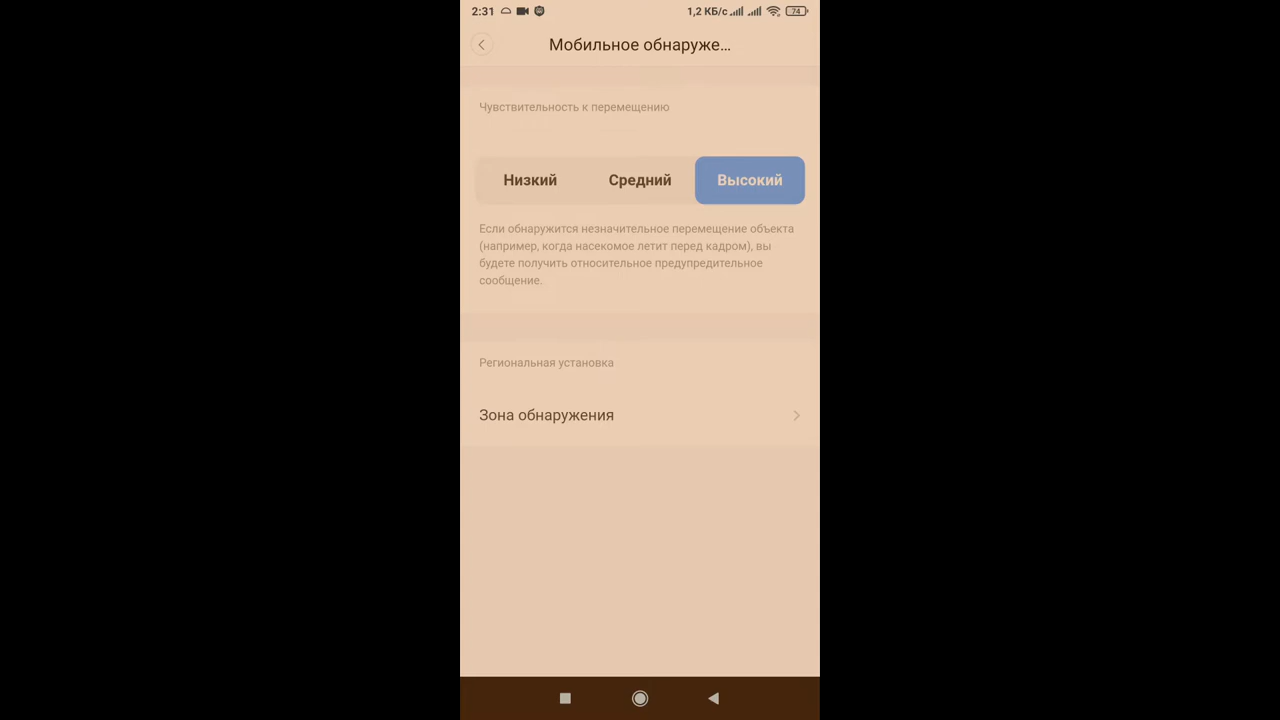 2:31 1,2 КБ/с 74
Мобильное обнаруже…
Чувствительность к перемещению
Низкий Средний Высокий
Если обнаружится незначительное перемещение объекта
(например, когда насекомое летит перед кадром), вы
будете получить относительное предупредительное
сообщение.
Региональная установка
Зона обнаружения